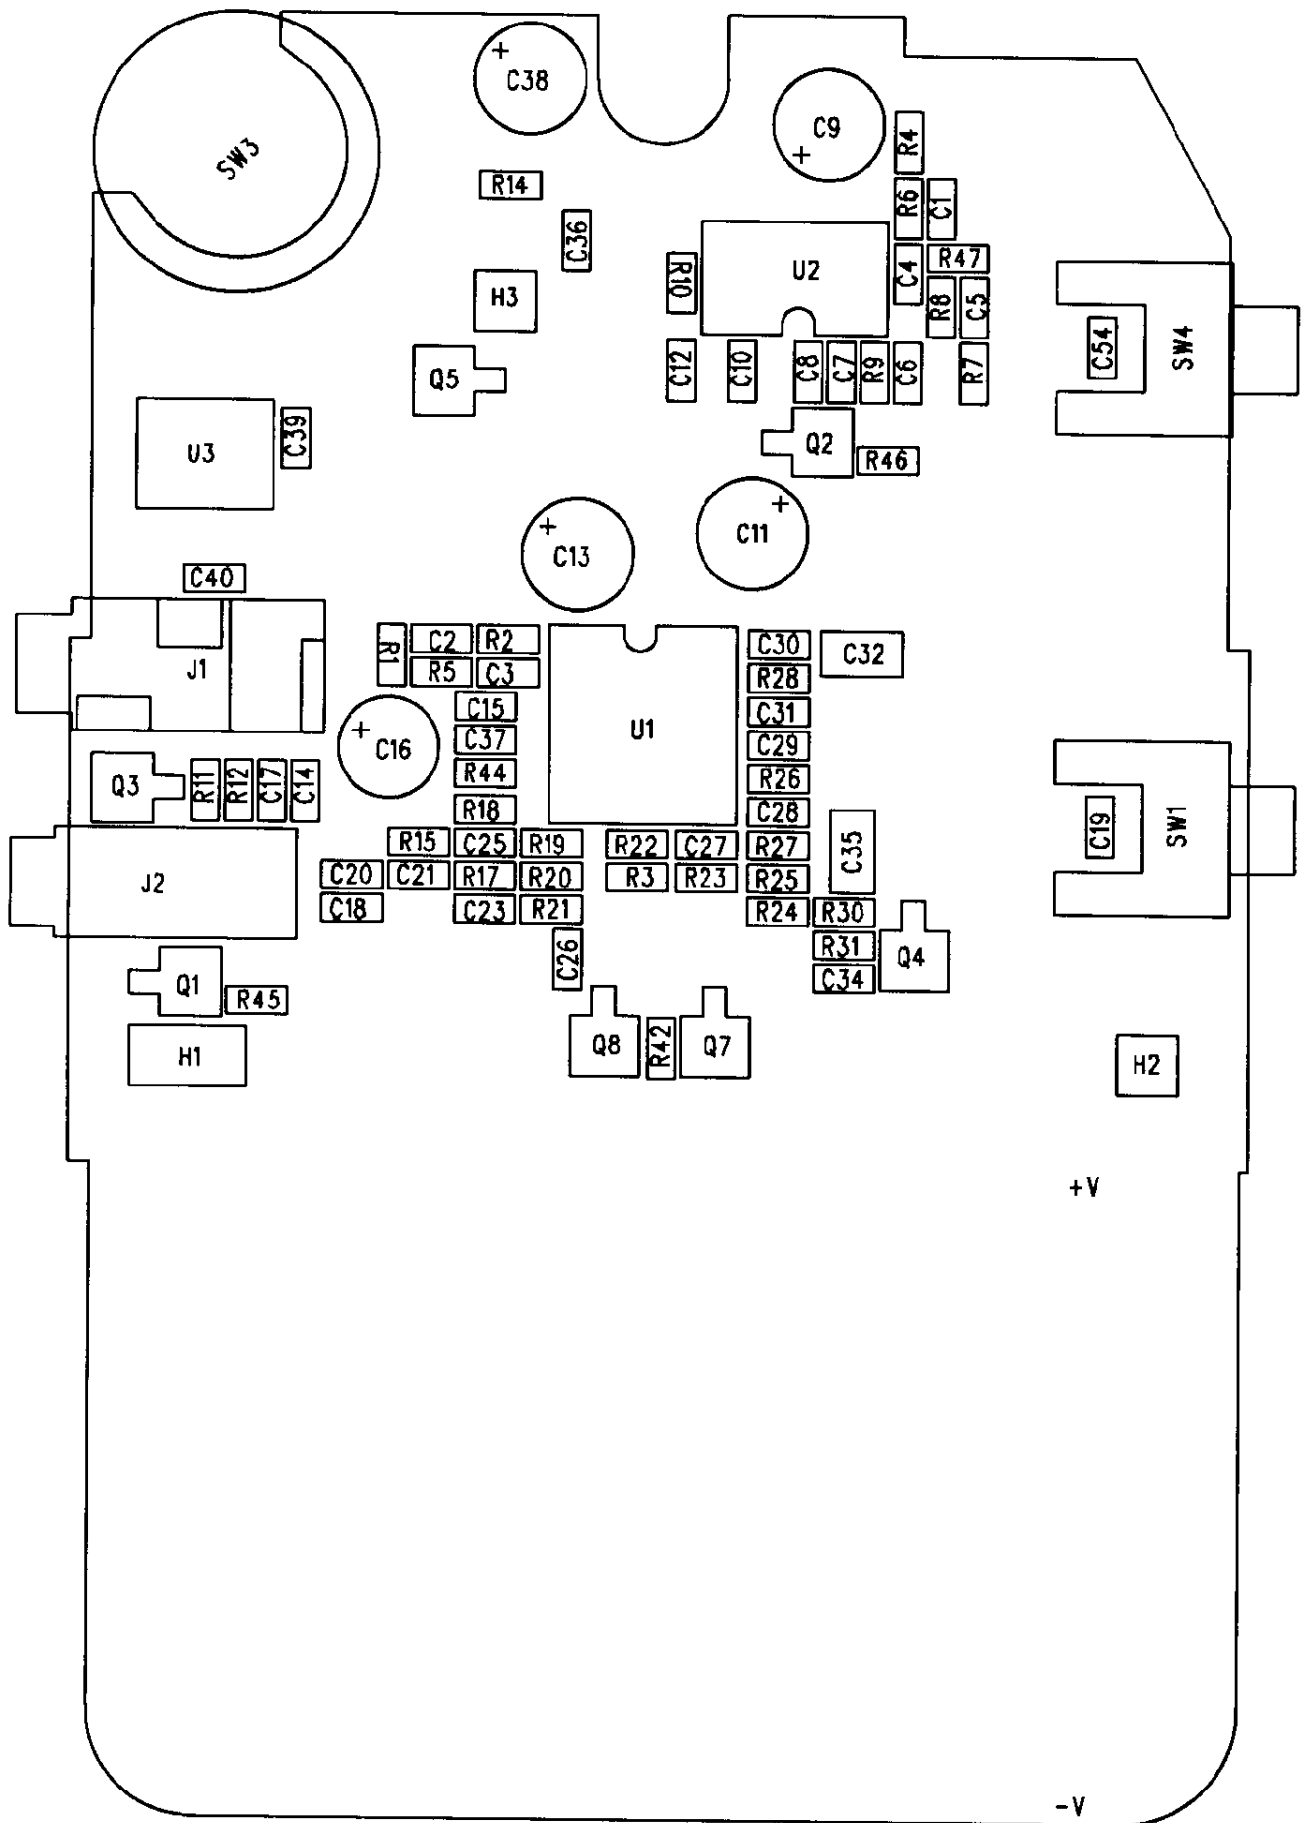 +
C38
C9
+
R4
SW3
R14
R6
C1
C36
R10
U2
C4
R47
H3
R8
C5
C54
SW4
Q5
C12
C10
C8
C7
R9
C6
R7
U3
C39
Q2
R46
+
C13
C11
+
C40
R1
C2
R2
C30
C32
J1
R5
C3
R28
C15
C31
+
C16
C37
U1
C29
R44
R26
Q3
R11
R12
C17
C14
R18
C28
C19
SW1
R15
C25
R19
R22
C27
R27
C35
J2
C20
C21
R17
R20
R3
R23
R25
C18
C23
R21
R24
R30
C26
R31
Q4
Q1
R45
C34
H1
Q8
R42
Q7
H2
+V
-V